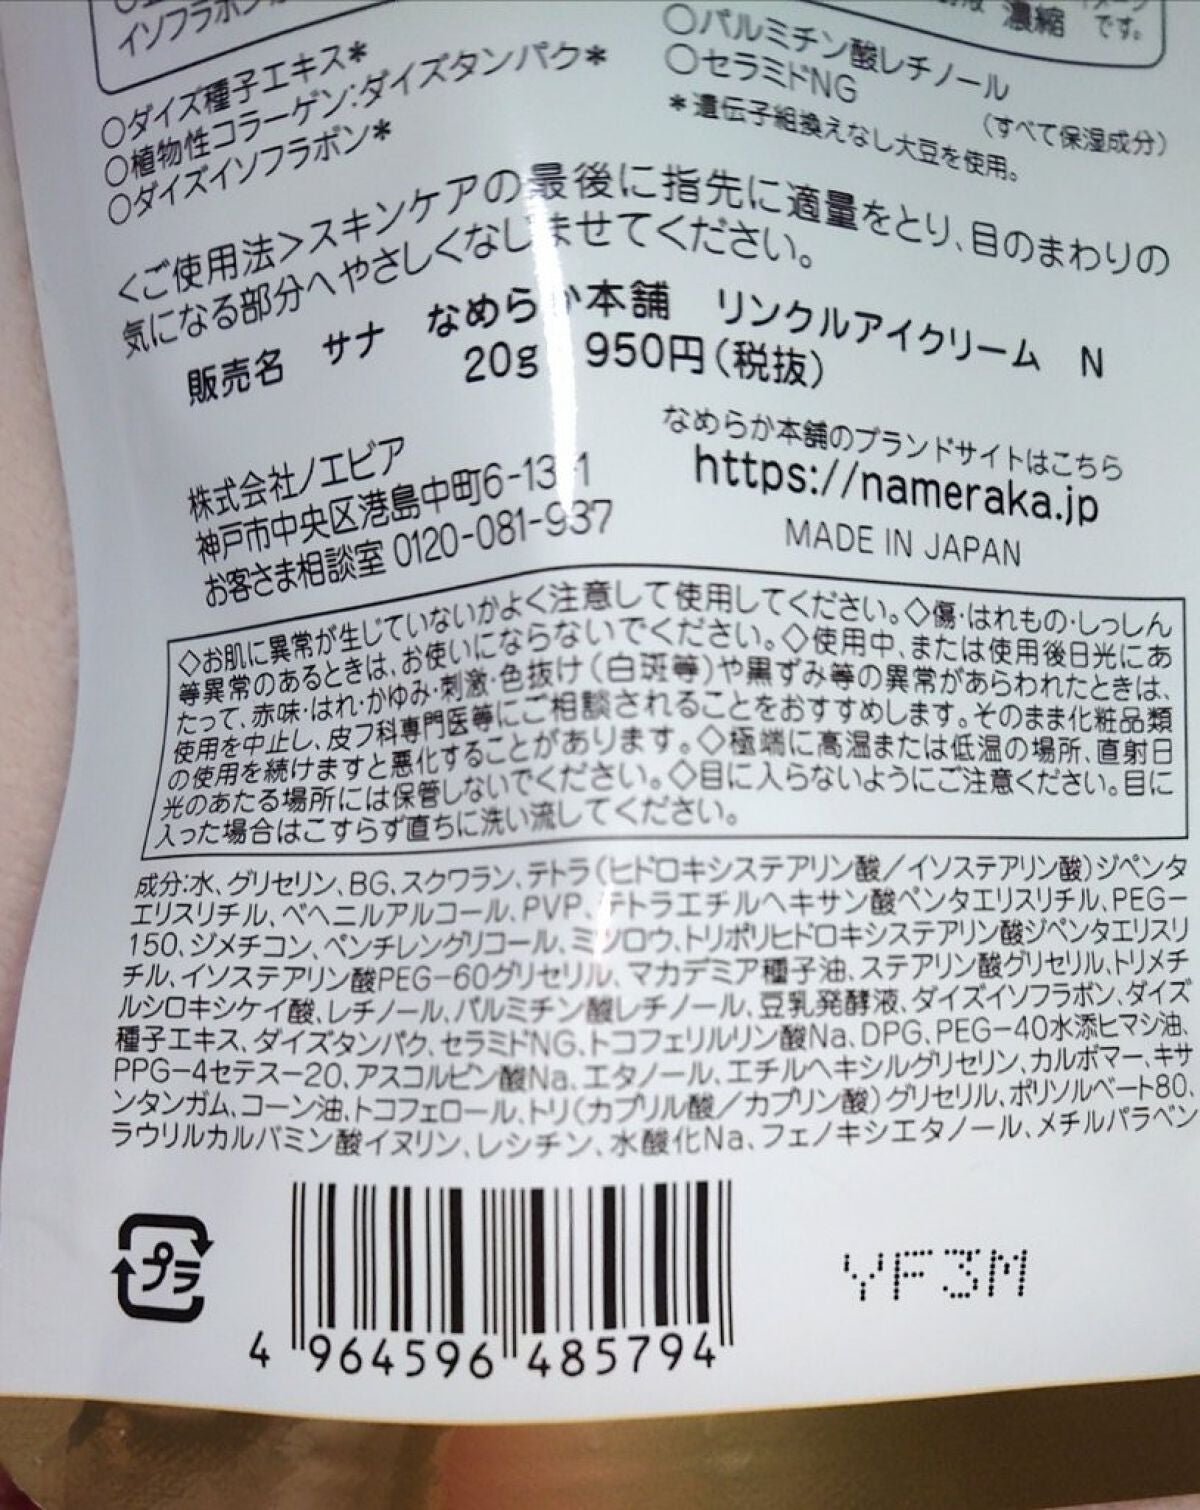 イソフラボン
濃縮 です。
○ダイズ種子エキス＊
○植物性コラーゲン:ダイズタンパク＊
○ダイズイソフラボン＊
○パルミチン酸レチノール
○セラミドNG
(すべて保湿成分)
＊遺伝子組換えなし大豆を使用。
＜ご使用法＞スキンケアの最後に指先に適量をとり、目のまわりの
気になる部分へやさしくなじませてください。
販売名 サナ なめらか本舗 リンクルアイクリーム N
20g 950円(税抜)
株式会社ノエビア
神戸市中央区港島中町6-13-1
お客さま相談室 0120-081-937
なめらか本舗のブランドサイトはこちら
https://nameraka.jp
MADE IN JAPAN
◇お肌に異常が生じていないかよく注意して使用してください。◇傷・はれもの・しっしん
等異常のあるときは、お使いにならないでください。◇使用中、または使用後日光にあ
たって、赤味・はれ・かゆみ・刺激・色抜け(白斑等)や黒ずみ等の異常があらわれたときは、
使用を中止し、皮フ科専門医等にご相談されることをおすすめします。そのまま化粧品類
の使用を続けますと悪化することがあります。◇極端に高温または低温の場所、直射日
光のあたる場所には保管しないでください。◇目に入らないようにご注意ください。目に
入った場合はこすらず直ちに洗い流してください。
成分:水、グリセリン、BG、スクワラン、テトラ(ヒドロキシステアリン酸/イソステアリン酸)ジペンタ
エリスリチル、ベヘニルアルコール、PVP、テトラエチルヘキサン酸ペンタエリスリチル、PEG-
150、ジメチコン、ペンチレングリコール、ミツロウ、トリポリヒドロキシステアリン酸ジペンタエリスリ
チル、イソステアリン酸PEG-60グリセリル、マカデミア種子油、ステアリン酸グリセリル、トリメチ
ルシロキシケイ酸、レチノール、パルミチン酸レチノール、豆乳発酵液、ダイズイソフラボン、ダイズ
種子エキス、ダイズタンパク、セラミドNG、トコフェリルリン酸Na、DPG、PEG-40水添ヒマシ油、
PPG-4セテス-20、アスコルビン酸Na、エタノール、エチルヘキシルグリセリン、カルボマー、キサ
ンタンガム、コーン油、トコフェロール、トリ(カプリル酸/カプリン酸)グリセリル、ポリソルベート80、
ラウリルカルバミン酸イヌリン、レシチン、水酸化Na、フェノキシエタノール、メチルパラベン
プラ
4 964596 485794
YF3M